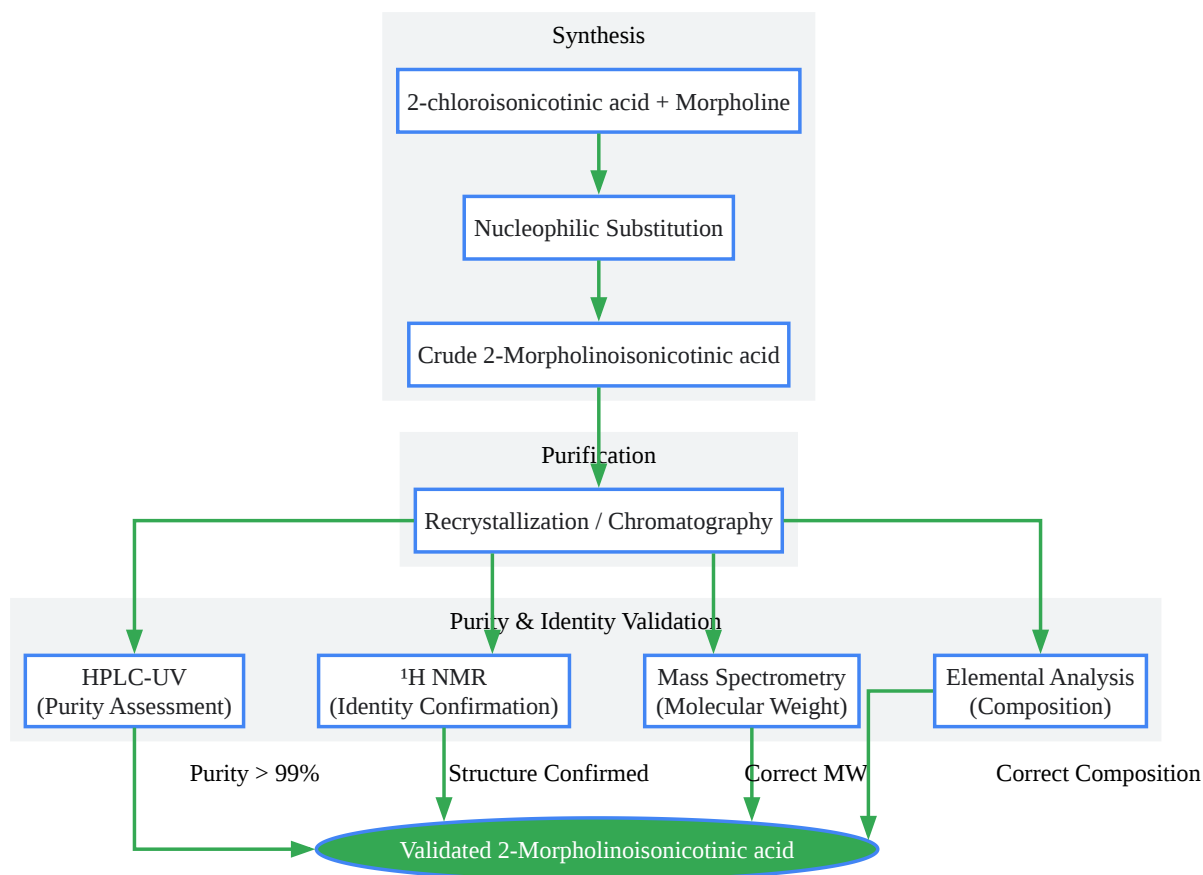 Synthesis
2-chloroisonicotinic acid + Morpholine
Nucleophilic Substitution
Crude 2-Morpholinoisonicotinic acid
Purification
Recrystallization / Chromatography
Purity & Identity Validation
HPLC-UV
(Purity Assessment)
¹H NMR
(Identity Confirmation)
Mass Spectrometry
(Molecular Weight)
Elemental Analysis
(Composition)
Purity > 99%
Structure Confirmed
Correct MW
Correct Composition
Validated 2-Morpholinoisonicotinic acid